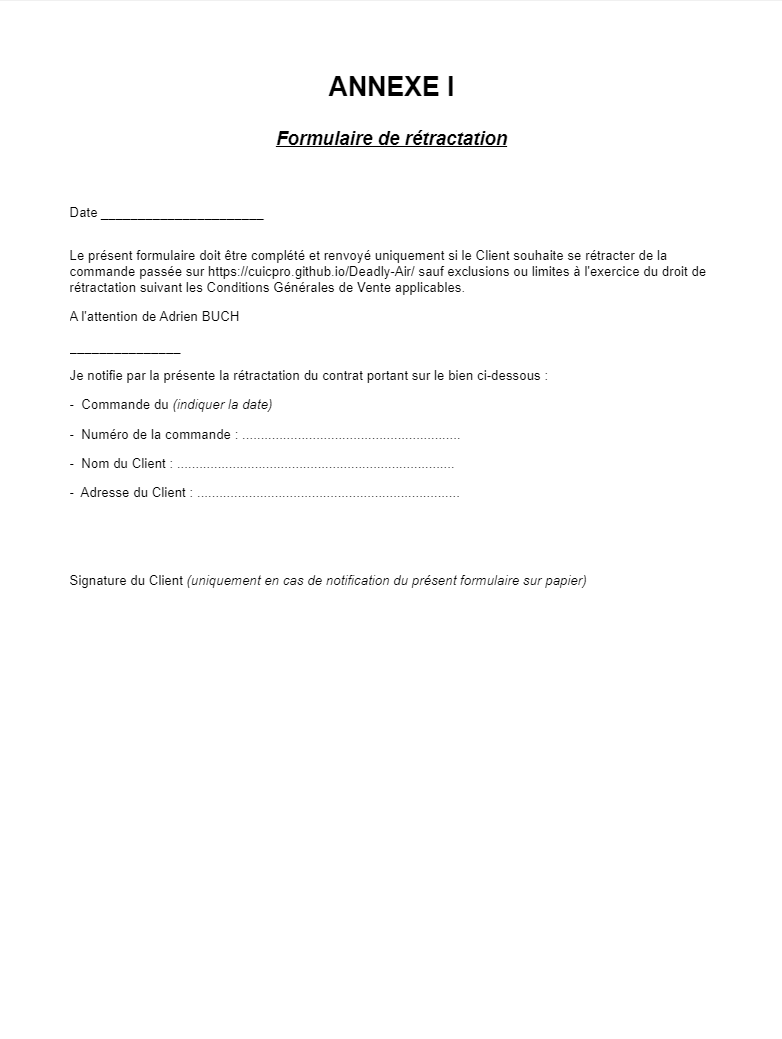 ANNEXE I
Formulaire de rétractation
Date ______________________
Le présent formulaire doit être complété et renvoyé uniquement si le Client souhaite se rétracter de la
commande passée sur https://cuicpro.github.io/Deadly-Air/ sauf exclusions ou limites à l'exercice du droit de
rétractation suivant les Conditions Générales de Vente applicables.
A l'attention de Adrien BUCH
_______________
Je notifie par la présente la rétractation du contrat portant sur le bien ci-dessous :
- Commande du (indiquer la date)
- Numéro de la commande : ...........................................................
- Nom du Client : ...........................................................................
- Adresse du Client : .......................................................................
Signature du Client (uniquement en cas de notification du présent formulaire sur papier)